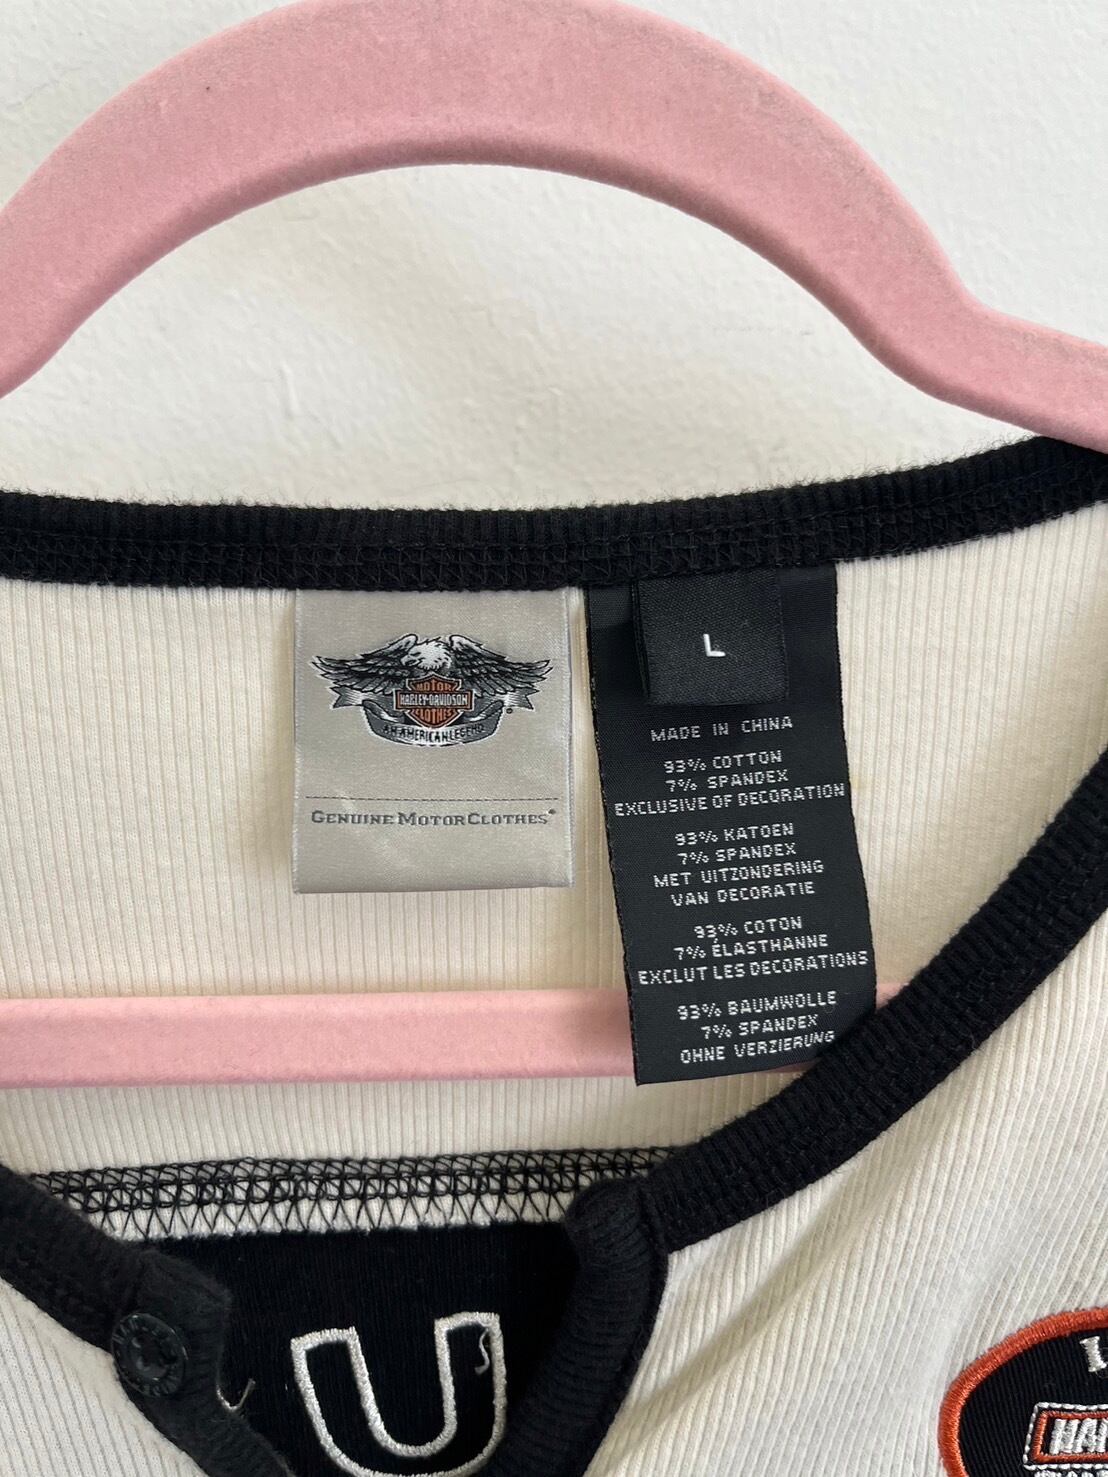 MOTOR
HARLEY-DAVIDSON
CLOTHES
AN AMERICAN LEGEND
GENUINE MOTORCLOTHES
L
MADE IN CHINA
93% COTTON
7% SPANDEX
EXCLUSIVE OF DECORATION
93% KATOEN
7% SPANDEX
MET UITZONDERING
VAN DECORATIE
93% COTON
7% ÉLASTHANNE
EXCLUT LES DECORATIONS
93% BAUMWOLLE
7% SPANDEX
OHNE VERZIERUNG
U